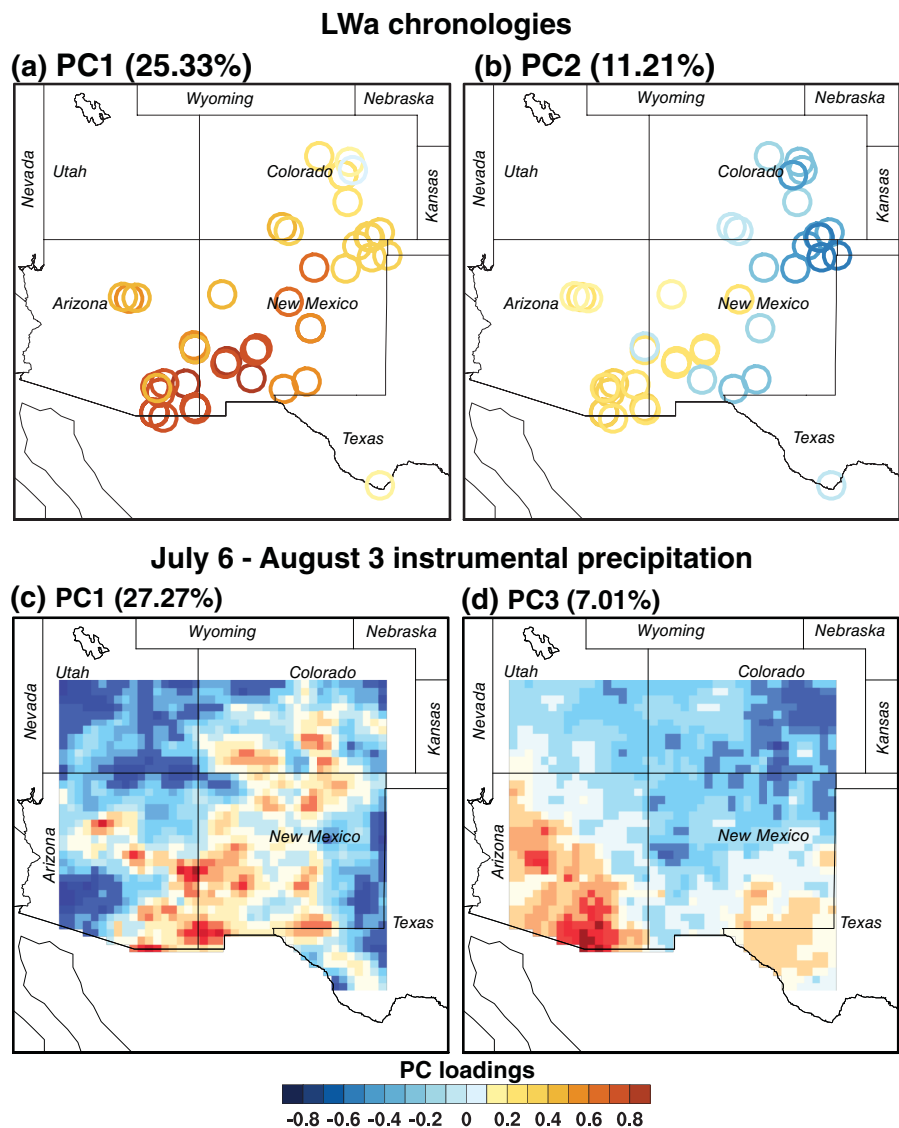 LWa chronologies
(a) PC1 (25.33%)
(b) PC2 (11.21%)
Wyoming
Nebraska
Nevada
Utah
Colorado
Kansas
Arizona
New Mexico
Texas
Wyoming
Nebraska
Nevada
Utah
Colorado
Kansas
Arizona
New Mexico
Texas
July 6 - August 3 instrumental precipitation
(c) PC1 (27.27%)
(d) PC3 (7.01%)
Wyoming
Nebraska
Utah
Colorado
Nevada
Kansas
New Mexico
Arizona
Texas
Wyoming
Nebraska
Utah
Colorado
Nevada
Kansas
New Mexico
Arizona
Texas
PC loadings
-0.8 -0.6 -0.4 -0.2 0 0.2 0.4 0.6 0.8